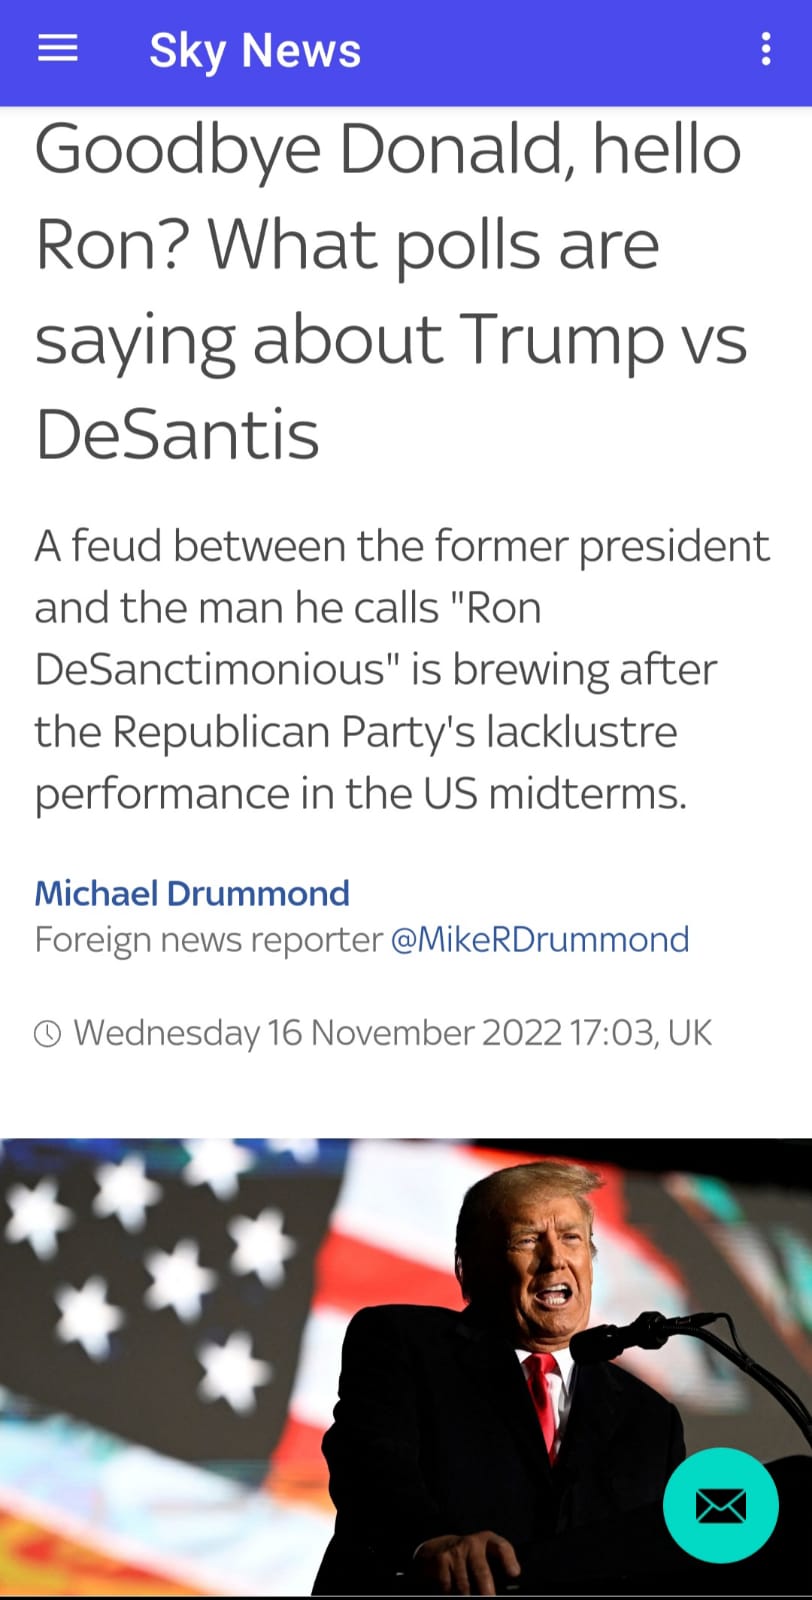 Sky News
Goodbye Donald, hello
Ron? What polls are
saying about Trump vs
DeSantis
A feud between the former president
and the man he calls "Ron
DeSanctimonious" is brewing after
the Republican Party's lacklustre
performance in the US midterms.
Michael Drummond
Foreign news reporter @MikeRDrummond
Wednesday 16 November 2022 17:03, UK